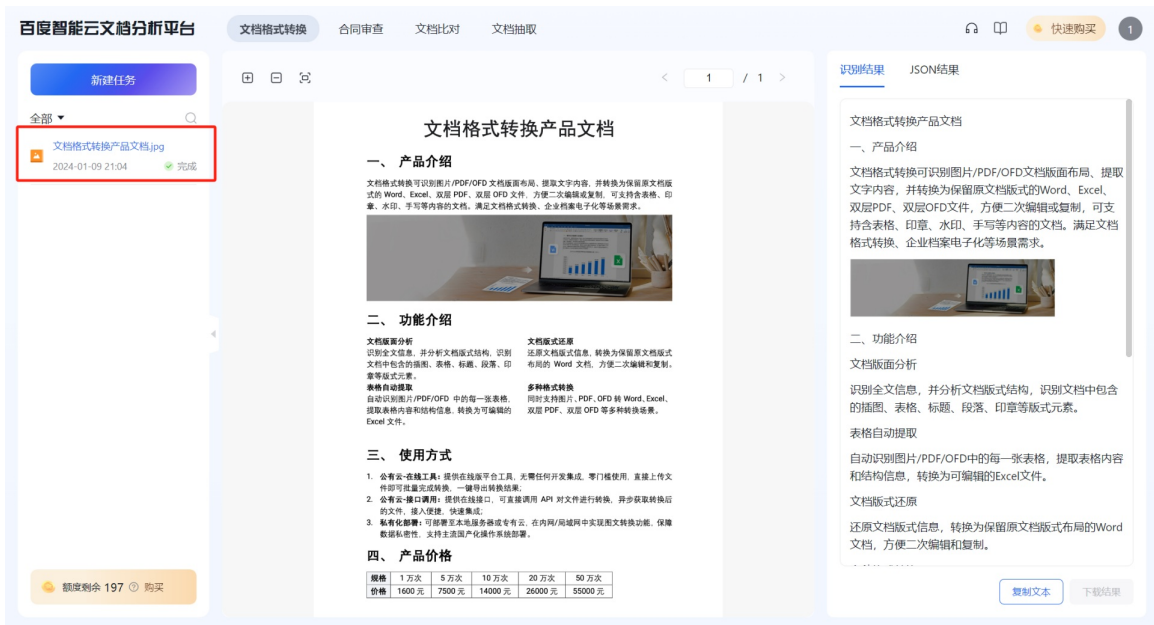 百度智能云文档分析平台
文档格式转换 合同审查 文档比对 文档抽取
快速购买
1
新建任务
全部
文档格式转换产品文档.jpg
2024-01-09 21:04 完成
额度剩余 197 购买
1 / 1
文档格式转换产品文档
一、 产品介绍
文档格式转换可识别图片/PDF/OFD 文档版面布局、提取文字内容,并转换为保留原文档版
式的 Word、Excel、双层 PDF、双层 OFD 文件,方便二次编辑或复制,可支持含表格、印
章、水印、手写等内容的文档。满足文档格式转换、企业档案电子化等场景需求。
二、 功能介绍
文档版面分析
识别全文信息,并分析文档版式结构,识别
文档中包含的插图、表格、标题、段落、印
章等版式元素。
表格自动提取
自动识别图片/PDF/OFD 中的每一张表格,
提取表格内容和结构信息,转换为可编辑的
Excel 文件。
文档版式还原
还原文档版式信息,转换为保留原文档版式
布局的 Word 文档,方便二次编辑和复制。
多种格式转换
同时支持图片、PDF、OFD 转 Word、Excel、
双层 PDF、双层 OFD 等多种转换场景。
三、 使用方式
1. 公有云-在线工具:提供在线版平台工具,无需任何开发集成,零门槛使用,直接上传文
件即可批量完成转换,一键导出转换结果;
2. 公有云-接口调用:提供在线接口,可直接调用 API 对文件进行转换,异步获取转换后
的文件,接入便捷,快速集成;
3. 私有化部署:可部署至本地服务器或专有云,在内网/局域网中实现图文转换功能,保障
数据私密性,支持主流国产化操作系统部署。
四、 产品价格
规格 1 万次 5 万次 10 万次 20 万次 50 万次
价格 1600 元 7500 元 14000 元 26000 元 55000 元
识别结果 JSON结果
文档格式转换产品文档
一、产品介绍
文档格式转换可识别图片/PDF/OFD文档版面布局、提取
文字内容,并转换为保留原文档版式的Word、Excel、
双层PDF、双层OFD文件,方便二次编辑或复制,可支
持含表格、印章、水印、手写等内容的文档。满足文档
格式转换、企业档案电子化等场景需求。
二、功能介绍
文档版面分析
识别全文信息,并分析文档版式结构,识别文档中包含
的插图、表格、标题、段落、印章等版式元素。
表格自动提取
自动识别图片/PDF/OFD中的每一张表格,提取表格内容
和结构信息,转换为可编辑的Excel文件。
文档版式还原
还原文档版式信息,转换为保留原文档版式布局的Word
文档,方便二次编辑和复制。
复制文本 下载结果